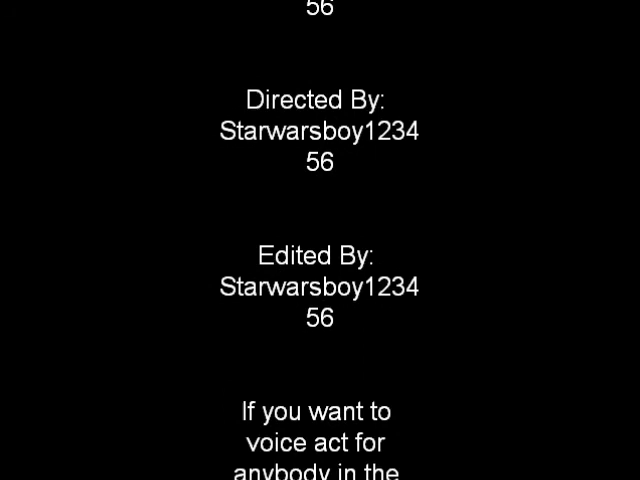 56
Directed By:
Starwarsboy1234
56
Edited By:
Starwarsboy1234
56
If you want to
voice act for
anybody in the